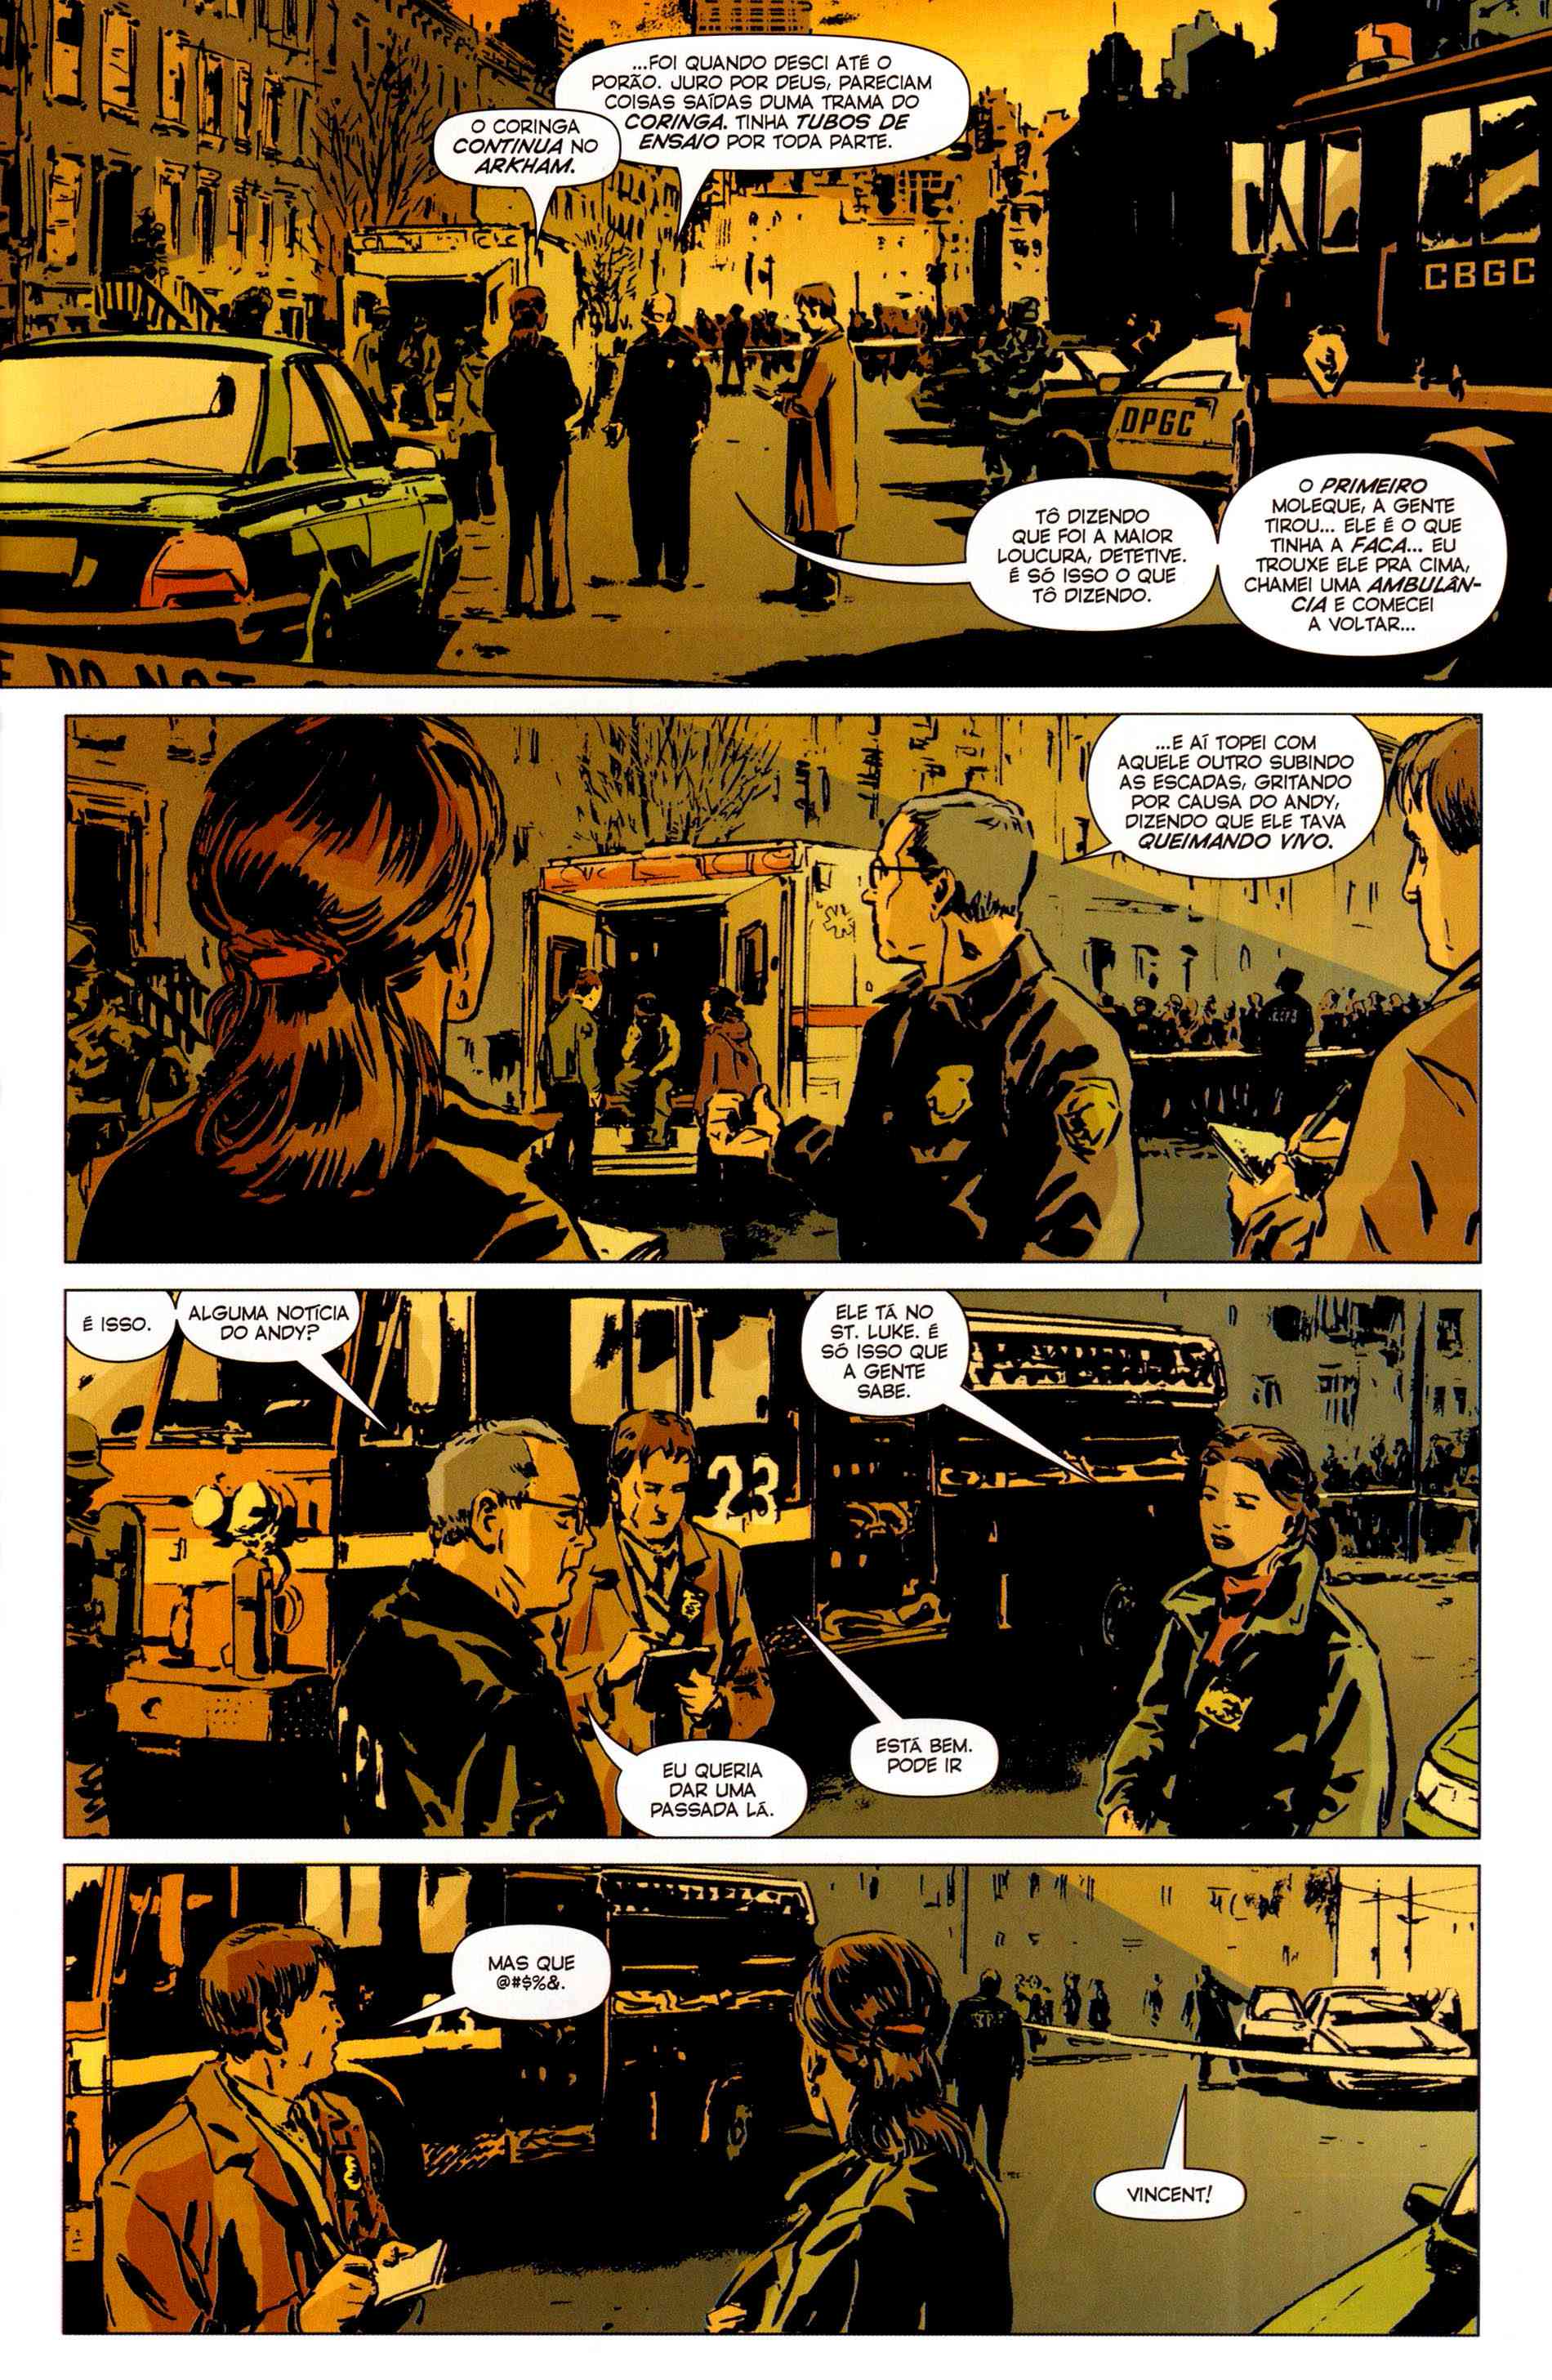 ...FOI QUANDO DESCI ATÉ O
PORÃO. JURO POR DEUS, PARECIAM
COISAS SAÍDAS DUMA TRAMA DO
CORINGA. TINHA TUBOS DE
ENSAIO POR TODA PARTE.
O CORINGA
CONTINUA NO
ARKHAM.
CBGC
DPGC
TÔ DIZENDO
QUE FOI A MAIOR
LOUCURA, DETETIVE.
É SÓ ISSO O QUE
TÔ DIZENDO.
O PRIMEIRO
MOLEQUE, A GENTE
TIROU... ELE É O QUE
TINHA A FACA... EU
TROUXE ELE PRA CIMA,
CHAMEI UMA AMBULÂN-
CIA E COMECEI
A VOLTAR...
DO NOT
...E AÍ TOPEI COM
AQUELE OUTRO SUBINDO
AS ESCADAS, GRITANDO
POR CAUSA DO ANDY,
DIZENDO QUE ELE TAVA
QUEIMANDO VIVO.
É ISSO.
ALGUMA NOTÍCIA
DO ANDY?
ELE TÁ NO
ST. LUKE. É
SÓ ISSO QUE
A GENTE
SABE.
23
EU QUERIA
DAR UMA
PASSADA LÁ.
ESTÁ BEM.
PODE IR
MAS QUE
@#$%&.
VINCENT!